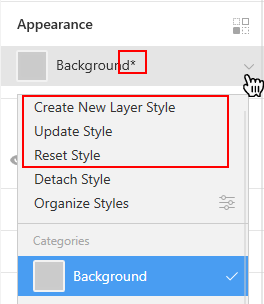 Appearance
Background*
Create New Layer Style
Update Style
Reset Style
Detach Style
Organize Styles
Categories
Background